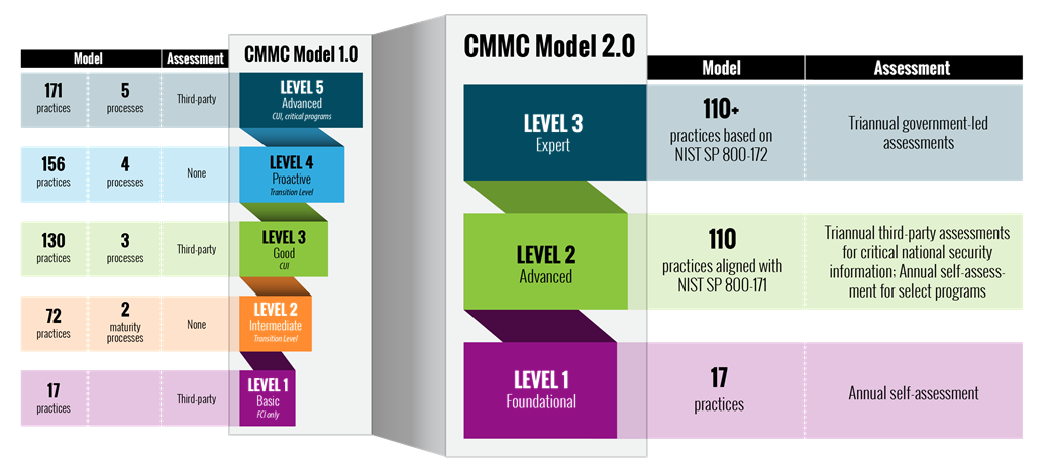 Model
Assessment
CMMC Model 1.0
171
practices
5
processes
Third-party
LEVEL 5
Advanced
CUI, critical programs
156
practices
4
processes
None
LEVEL 4
Proactive
Transition Level
130
practices
3
processes
Third-party
LEVEL 3
Good
CUI
72
practices
2
maturity
processes
None
LEVEL 2
Intermediate
Transition Level
17
practices
Third-party
LEVEL 1
Basic
FCI only
CMMC Model 2.0
Model
Assessment
LEVEL 3
Expert
110+
practices based on
NIST SP 800-172
Triannual government-led
assessments
LEVEL 2
Advanced
110
practices aligned with
NIST SP 800-171
Triannual third-party assessments
for critical national security
information; Annual self-assess-
ment for select programs
LEVEL 1
Foundational
17
practices
Annual self-assessment